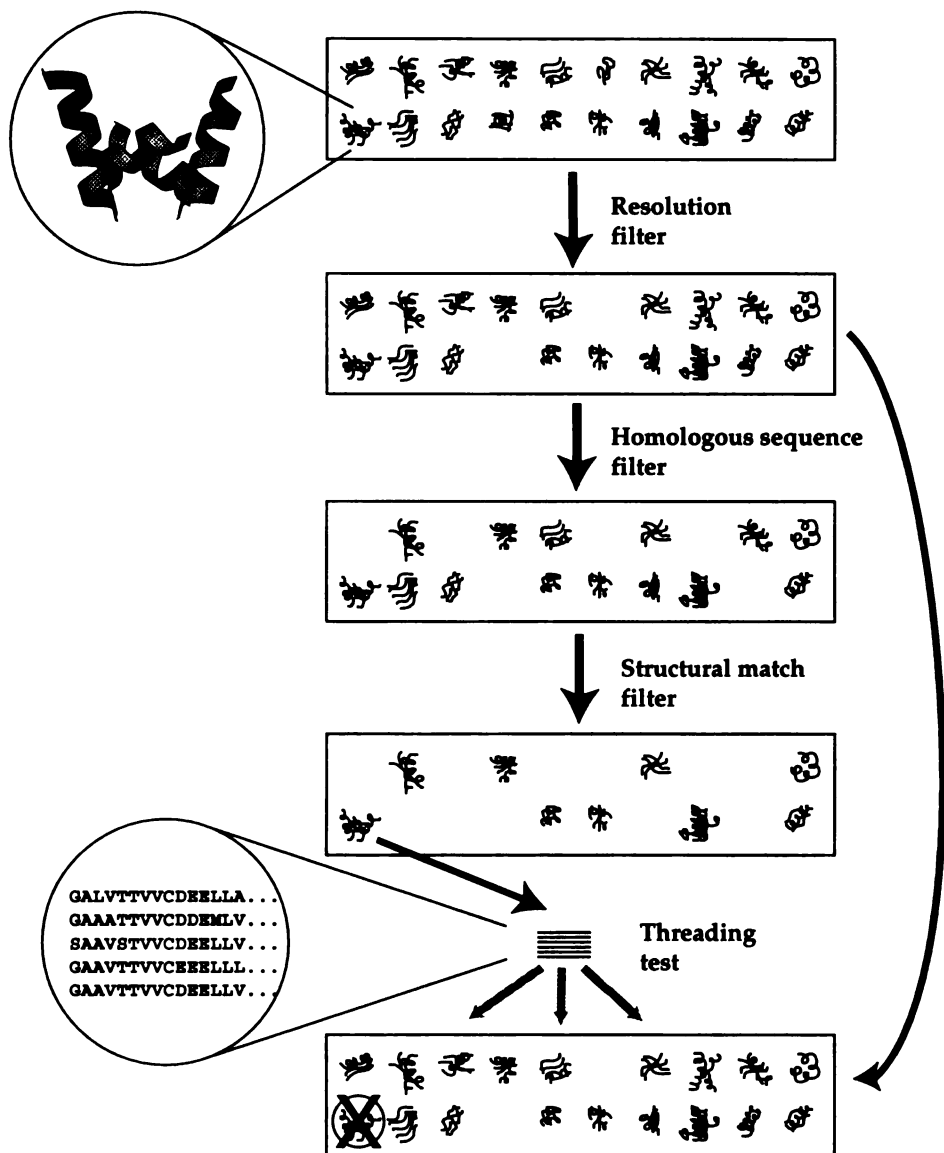 Resolution
filter
Homologous sequence
filter
Structural match
filter
GALVTTVVCDEELLA...
GAAATTVVCDDEMLV...
SAAVSTVVCDEELLV...
GAAVTTVVCEEELLL...
GAAVTTVVCDEELLV...
Threading
test
X